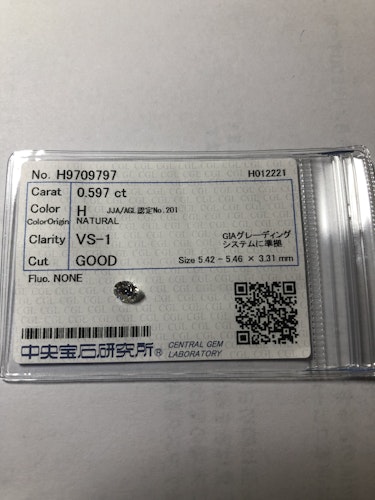 No. H9709797 H012221
Carat 0.597 ct
Color H JJA/AGL認定No.201
ColorOrigin NATURAL
Clarity VS-1 GIAグレーディング
システムに準拠
Cut GOOD Size 5.42 - 5.46 × 3.31 mm
Fluo. NONE
中央宝石研究所® CENTRAL GEM
LABORATORY